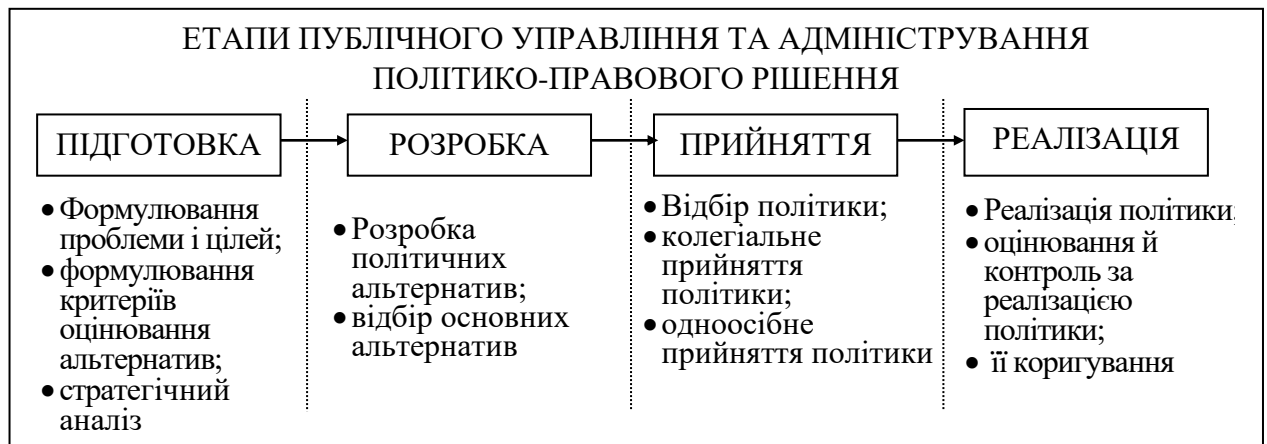 ЕТАПИ ПУБЛІЧНОГО УПРАВЛІННЯ ТА АДМІНІСТРУВАННЯ
ПОЛІТИКО-ПРАВОВОГО РІШЕННЯ
ПІДГОТОВКА
• Формулювання
проблеми і цілей;
• формулювання
критеріїв
оцінювання
альтернатив;
• стратегічний
аналіз
РОЗРОБКА
• Розробка
політичних
альтернатив;
• відбір основних
альтернатив
ПРИЙНЯТТЯ
• Відбір політики;
• колегіальне
прийняття
політики;
• одноосібне
прийняття політики
РЕАЛІЗАЦІЯ
• Реалізація політики;
• оцінювання й
контроль за
реалізацією
політики;
• її коригування